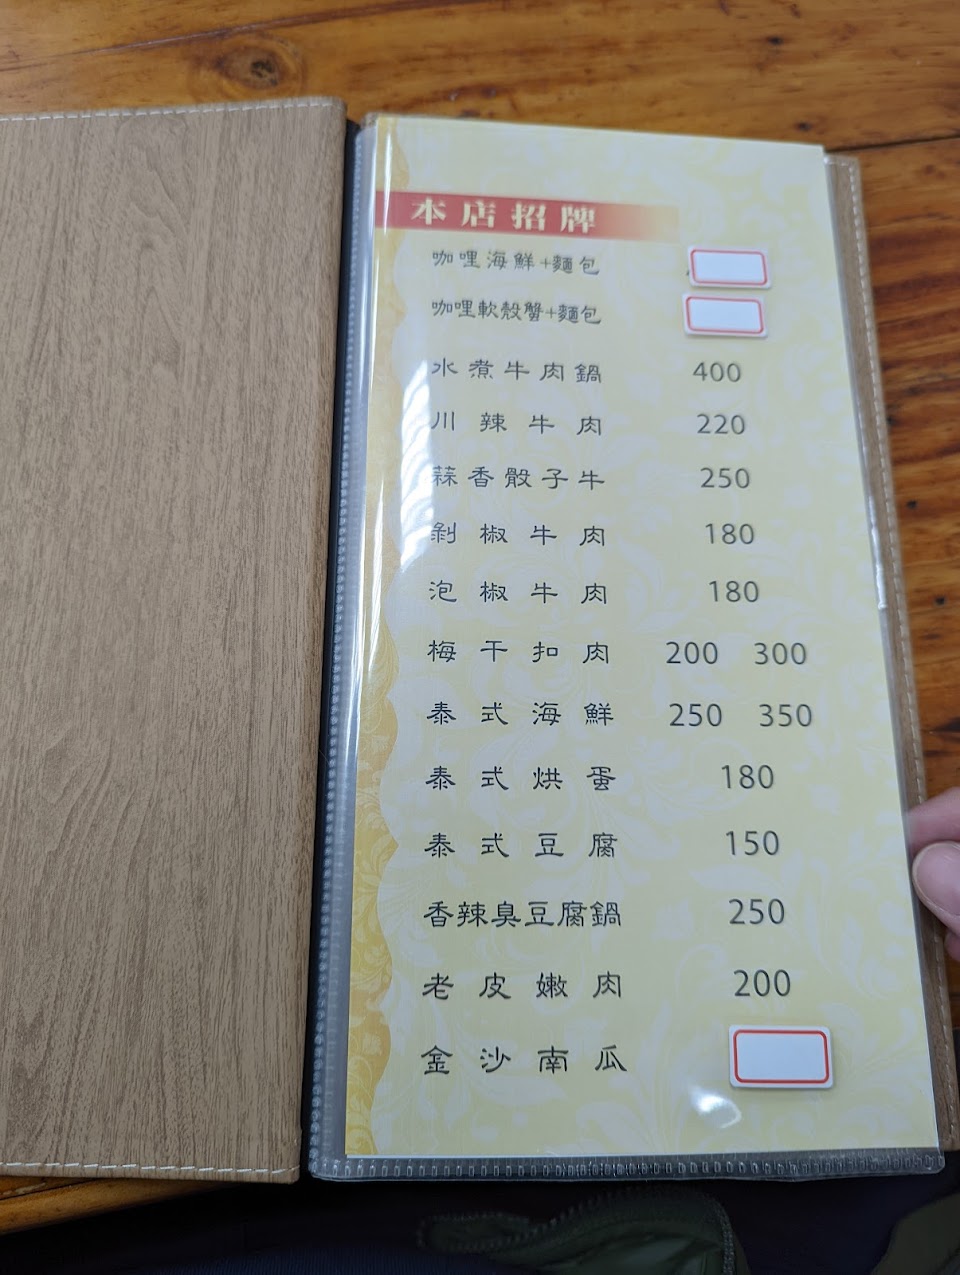 本店招牌
咖哩海鮮+麵包
咖哩軟殼蟹+麵包
水煮牛肉鍋 400
川辣牛肉 220
蒜香骰子牛 250
剝椒牛肉 180
泡椒牛肉 180
梅干扣肉 200 300
泰式海鮮 250 350
泰式烘蛋 180
泰式豆腐 150
香辣臭豆腐鍋 250
老皮嫩肉 200
金沙南瓜